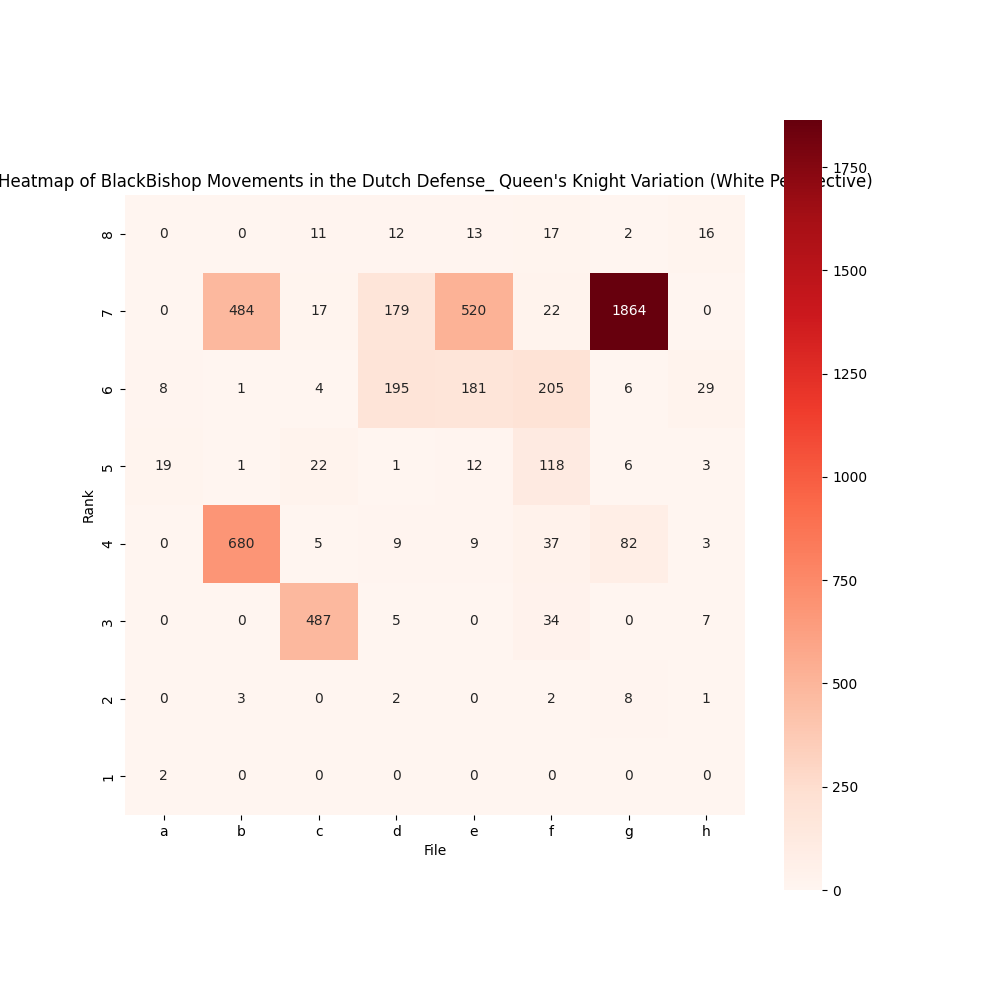 Heatmap of BlackBishop Movements in the Dutch Defense_ Queen's Knight Variation (White Pe ective)
1750
1500
1250
1000
750
500
250
0
Rank
8 0 0 11 12 13 17 2 16
7 0 484 17 179 520 22 1864 0
6 8 1 4 195 181 205 6 29
5 19 1 22 1 12 118 6 3
4 0 680 5 9 9 37 82 3
3 0 0 487 5 0 34 0 7
2 0 3 0 2 0 2 8 1
1 2 0 0 0 0 0 0 0
a b c d e f g h
File